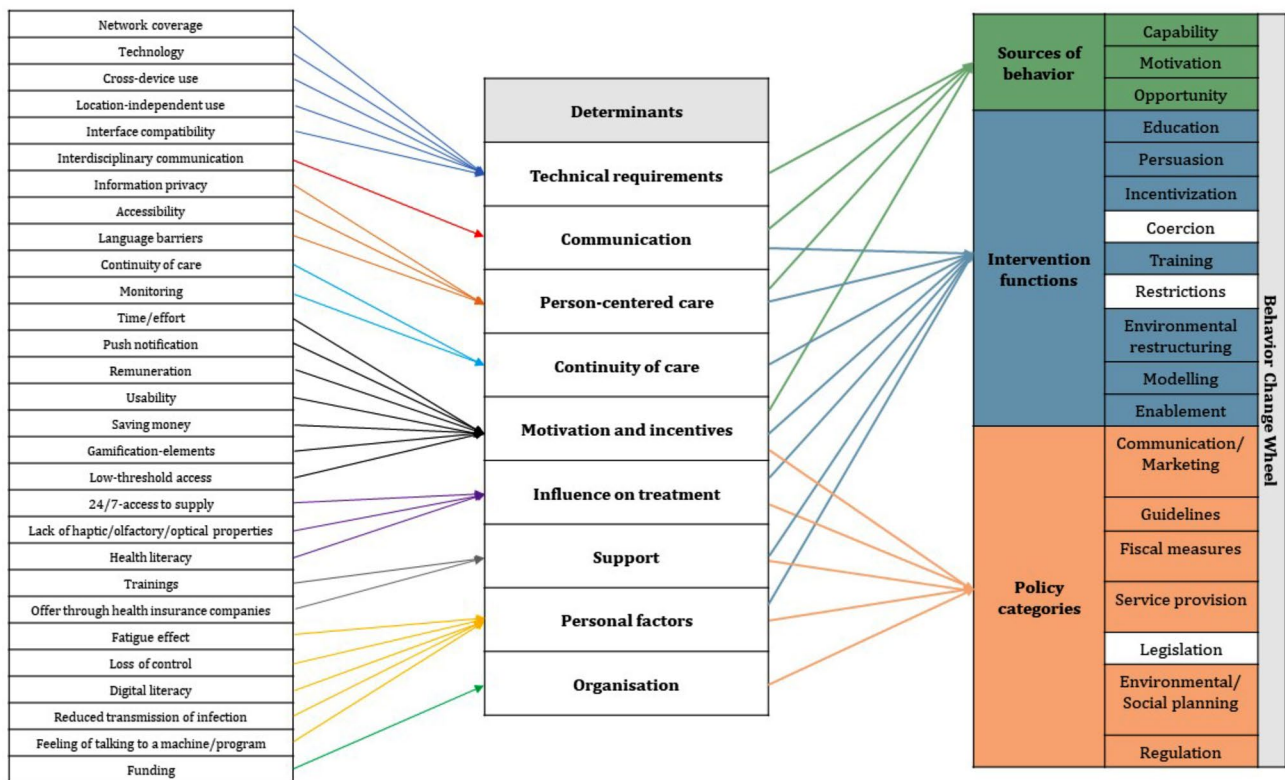 Network coverage
Technology
Cross-device use
Location-independent use
Interface compatibility
Interdisciplinary communication
Information privacy
Accessibility
Language barriers
Continuity of care
Monitoring
Time/effort
Push notification
Remuneration
Usability
Saving money
Gamification-elements
Low-threshold access
24/7-access to supply
Lack of haptic/olfactory/optical properties
Health literacy
Trainings
Offer through health insurance companies
Fatigue effect
Loss of control
Digital literacy
Reduced transmission of infection
Feeling of talking to a machine/program
Funding
Determinants
Technical requirements
Communication
Person-centered care
Continuity of care
Motivation and incentives
Influence on treatment
Support
Personal factors
Organisation
Sources of
behavior
Capability
Motivation
Opportunity
Intervention
functions
Education
Persuasion
Incentivization
Coercion
Training
Restrictions
Environmental
restructuring
Modelling
Enablement
Policy
categories
Communication/
Marketing
Guidelines
Fiscal measures
Service provision
Legislation
Environmental/
Social planning
Regulation
Behavior Change Wheel